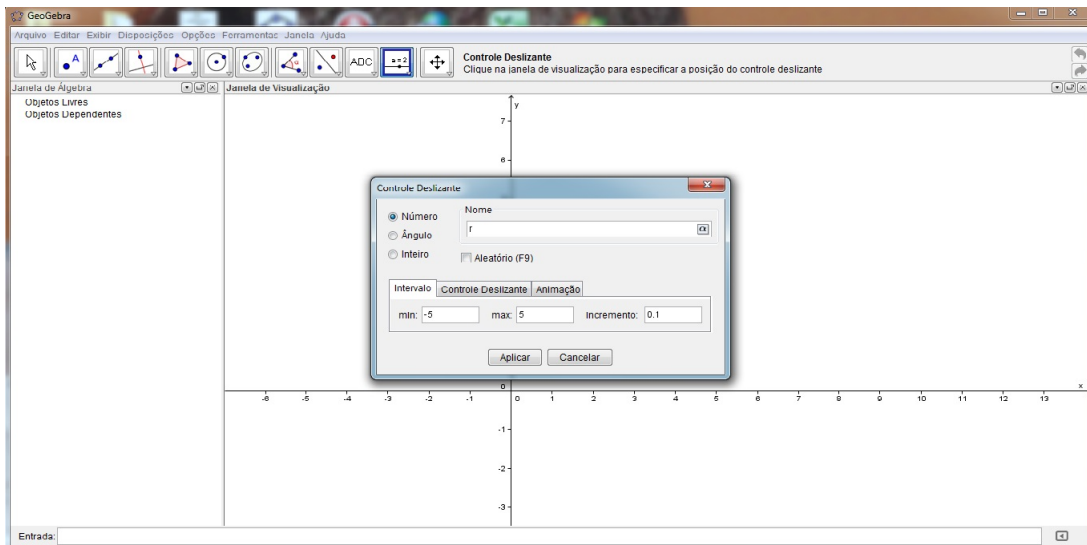 GeoGebra
Arquivo Editar Exibir Disposições Opções Ferramentas Janela Ajuda
A
ABC
a=2
Controle Deslizante
Clique na janela de visualização para especificar a posição do controle deslizante
Janela de Álgebra
Janela de Visualização
Objetos Livres
Objetos Dependentes
y
7
6
Controle Deslizante
Número
Ângulo
Inteiro
Nome
r
α
Aleatório (F9)
Intervalo Controle Deslizante Animação
min: -5 max: 5 Incremento: 0.1
Aplicar Cancelar
0
x
-6 -5 -4 -3 -2 -1 0 1 2 3 4 5 6 7 8 9 10 11 12 13
-1
-2
-3
Entrada: